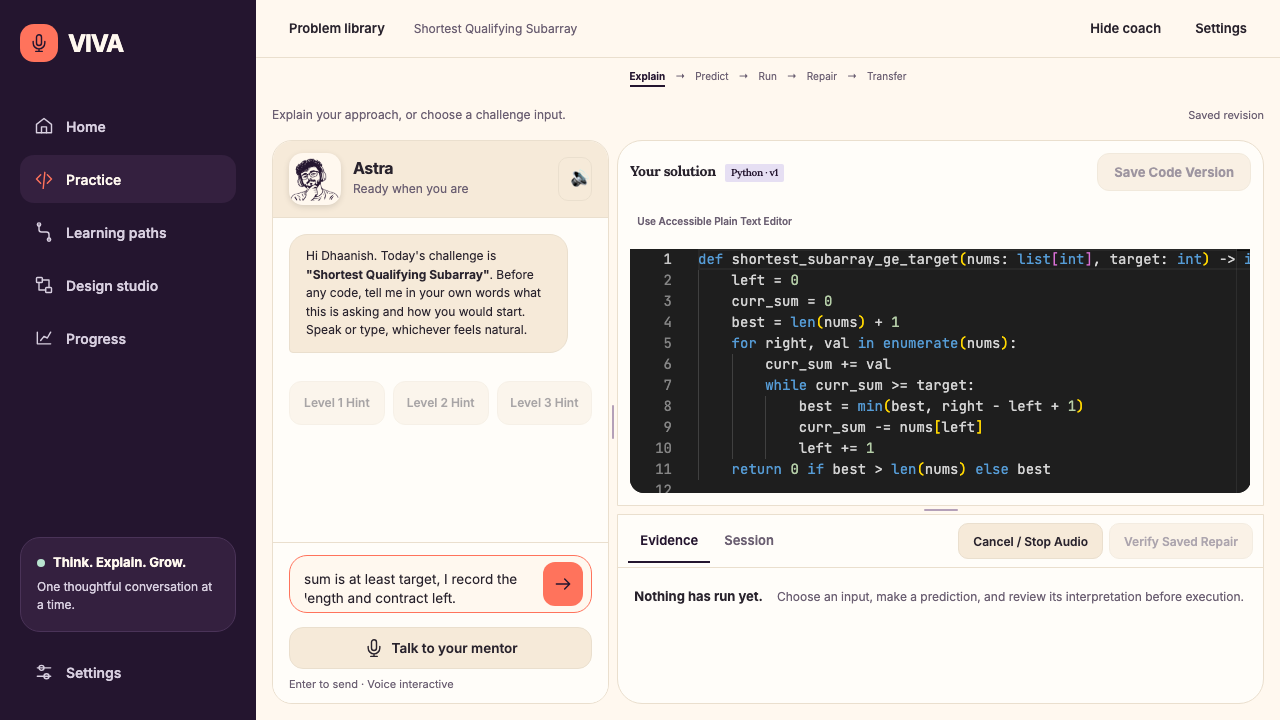 VIVA
Home
Practice
Learning paths
Design studio
Progress
Think. Explain. Grow.
One thoughtful conversation at
a time.
Settings
Problem library
Shortest Qualifying Subarray
Hide coach
Settings
Explain → Predict → Run → Repair → Transfer
Explain your approach, or choose a challenge input.
Saved revision
Astra
Ready when you are
Hi Dhaanish. Today's challenge is
"Shortest Qualifying Subarray". Before
any code, tell me in your own words what
this is asking and how you would start.
Speak or type, whichever feels natural.
Level 1 Hint
Level 2 Hint
Level 3 Hint
sum is at least target, I record the
length and contract left.
Talk to your mentor
Enter to send · Voice interactive
Your solution
Python · v1
Save Code Version
Use Accessible Plain Text Editor
1 def shortest_subarray_ge_target(nums: list[int], target: int) -> i
2     left = 0
3     curr_sum = 0
4     best = len(nums) + 1
5     for right, val in enumerate(nums):
6         curr_sum += val
7         while curr_sum >= target:
8             best = min(best, right - left + 1)
9             curr_sum -= nums[left]
10             left += 1
11     return 0 if best > len(nums) else best
12
Evidence
Session
Cancel / Stop Audio
Verify Saved Repair
Nothing has run yet.
Choose an input, make a prediction, and review its interpretation before execution.